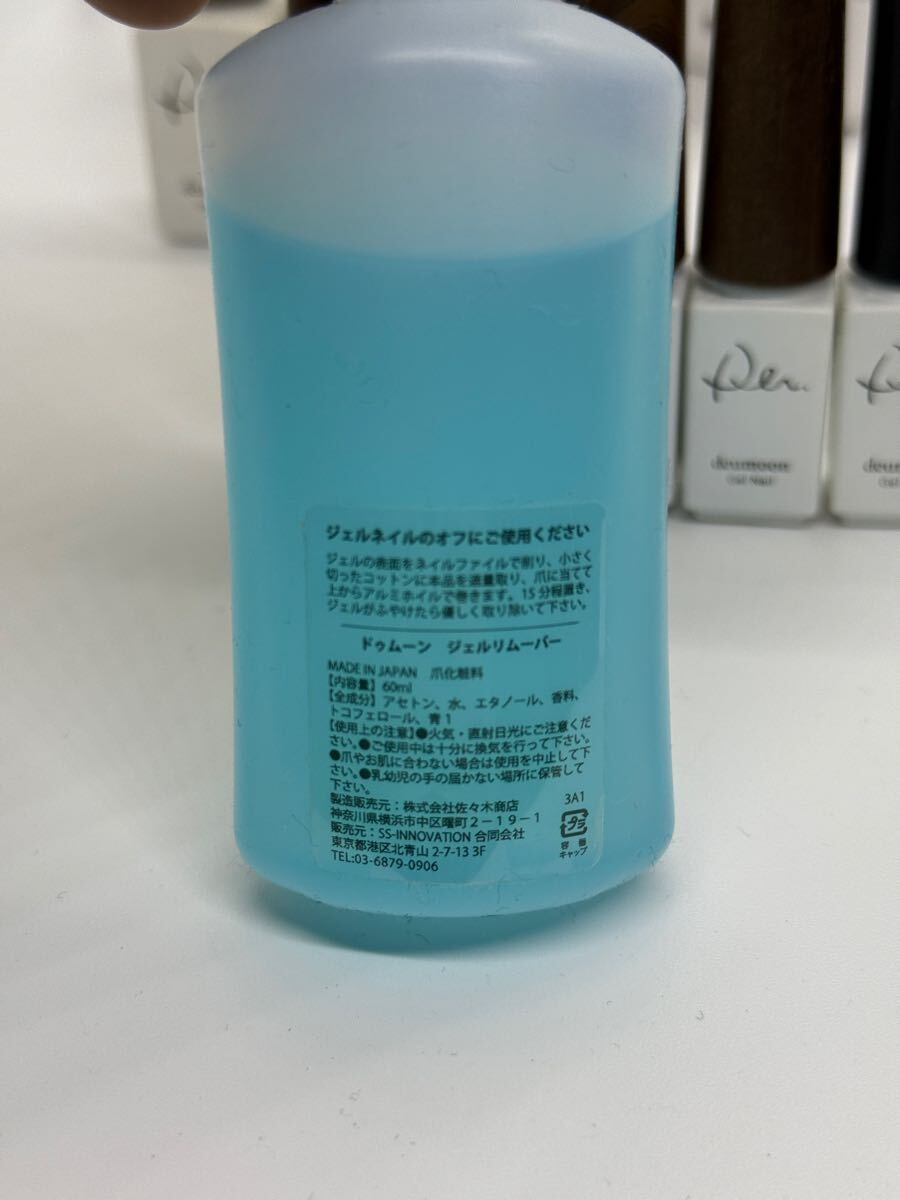 ジェルネイルのオフにご使用ください
ジェルの表面をネイルファイルで削り、小さく
切ったコットンに本品を適量取り、爪に当てて
上からアルミホイルで巻きます。15分程置き、
ジェルがふやけたら優しく取り除いて下さい。
ドゥムーン ジェルリムーバー
MADE IN JAPAN 爪化粧料
【内容量】60ml
【全成分】アセトン、水、エタノール、香料、
トコフェロール、青1
【使用上の注意】●火気・直射日光にご注意くだ
さい。●ご使用中は十分に換気を行って下さい。
●爪やお肌に合わない場合は使用を中止して下
さい。●乳幼児の手の届かない場所に保管して
下さい。
製造販売元：株式会社佐々木商店
神奈川県横浜市中区曙町2－19－1
販売元：SS-INNOVATION 合同会社
東京都港区北青山 2-7-13 3F
TEL:03-6879-0906
3A1
プラ
容器
キャップ
deumoon
Gel Nail